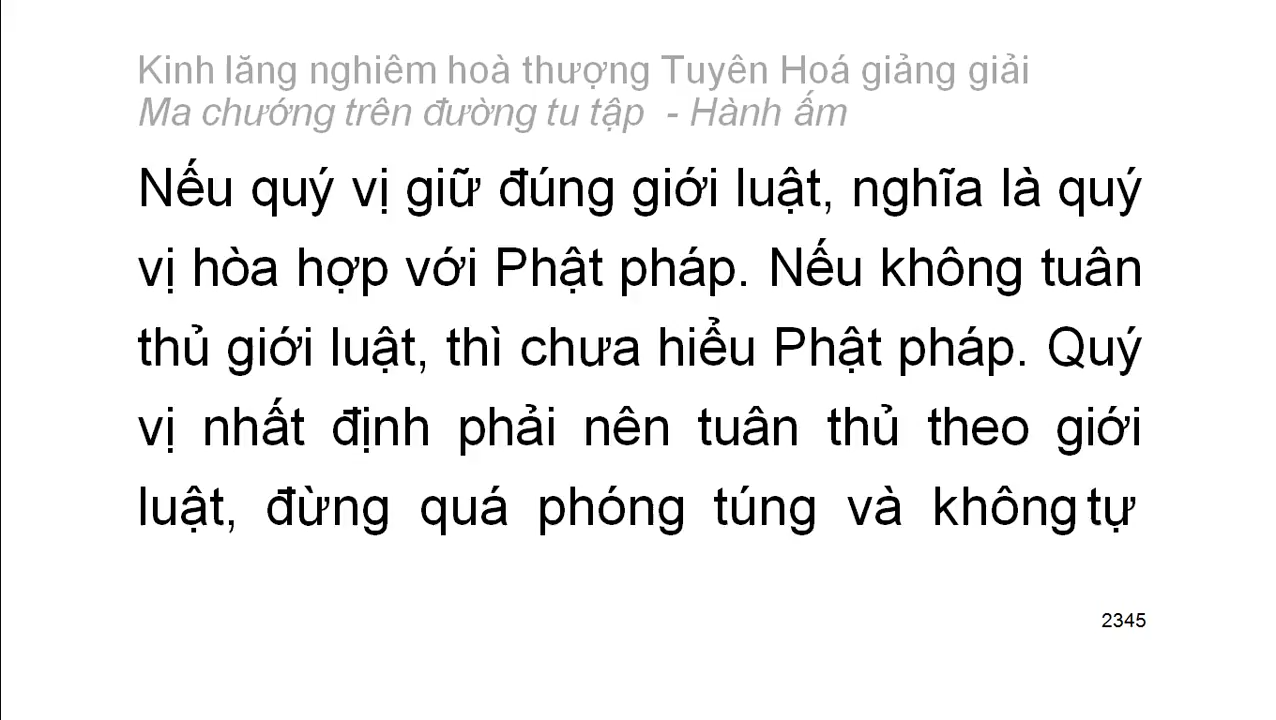 Kinh lăng nghiêm hoà thượng Tuyên Hoá giảng giải
Ma chướng trên đường tu tập - Hành ấm
Nếu quý vị giữ đúng giới luật, nghĩa là quý
vị hòa hợp với Phật pháp. Nếu không tuân
thủ giới luật, thì chưa hiểu Phật pháp. Quý
vị nhất định phải nên tuân thủ theo giới
luật, đừng quá phóng túng và không tự
2345